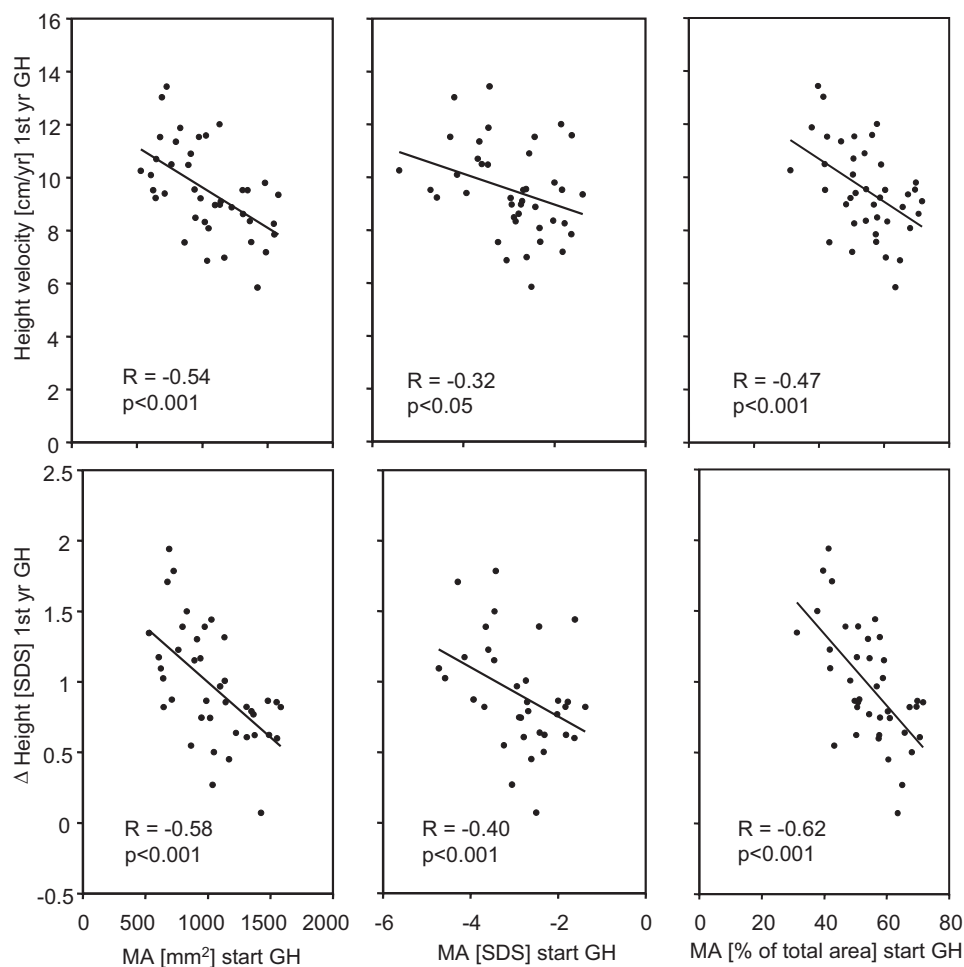 Height velocity [cm/yr] 1st yr GH
16
14
12
10
8
6
4
2
0
R = -0.54
p<0.001
R = -0.32
p<0.05
R = -0.47
p<0.001
Δ Height [SDS] 1st yr GH
2.5
2
1.5
1
0.5
0
-0.5
R = -0.58
p<0.001
R = -0.40
p<0.001
R = -0.62
p<0.001
0 500 1000 1500 2000
-6 -4 -2 0
0 20 40 60 80
MA [mm²] start GH
MA [SDS] start GH
MA [% of total area] start GH